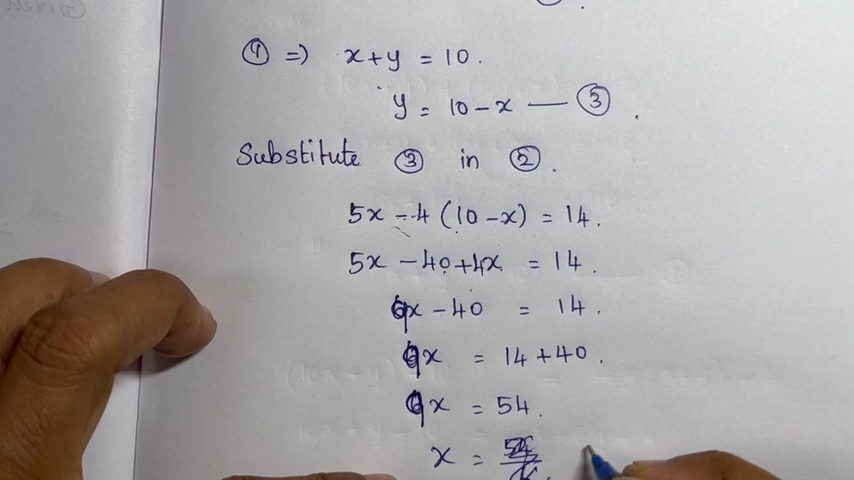 ① => x+y = 10.
y = 10-x — ③
Substitute ③ in ②.
5x -4(10-x) = 14.
5x -40+4x = 14.
9x -40 = 14.
9x = 14+40.
9x = 54.
x =